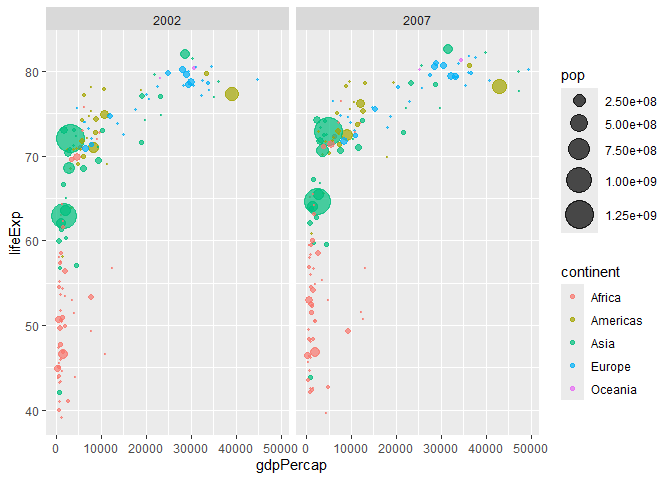 2002
2007
80
70
60
50
40
lifeExp
0 10000 20000 30000 40000 50000
0 10000 20000 30000 40000 50000
gdpPercap
pop
2.50e+08
5.00e+08
7.50e+08
1.00e+09
1.25e+09
continent
Africa
Americas
Asia
Europe
Oceania